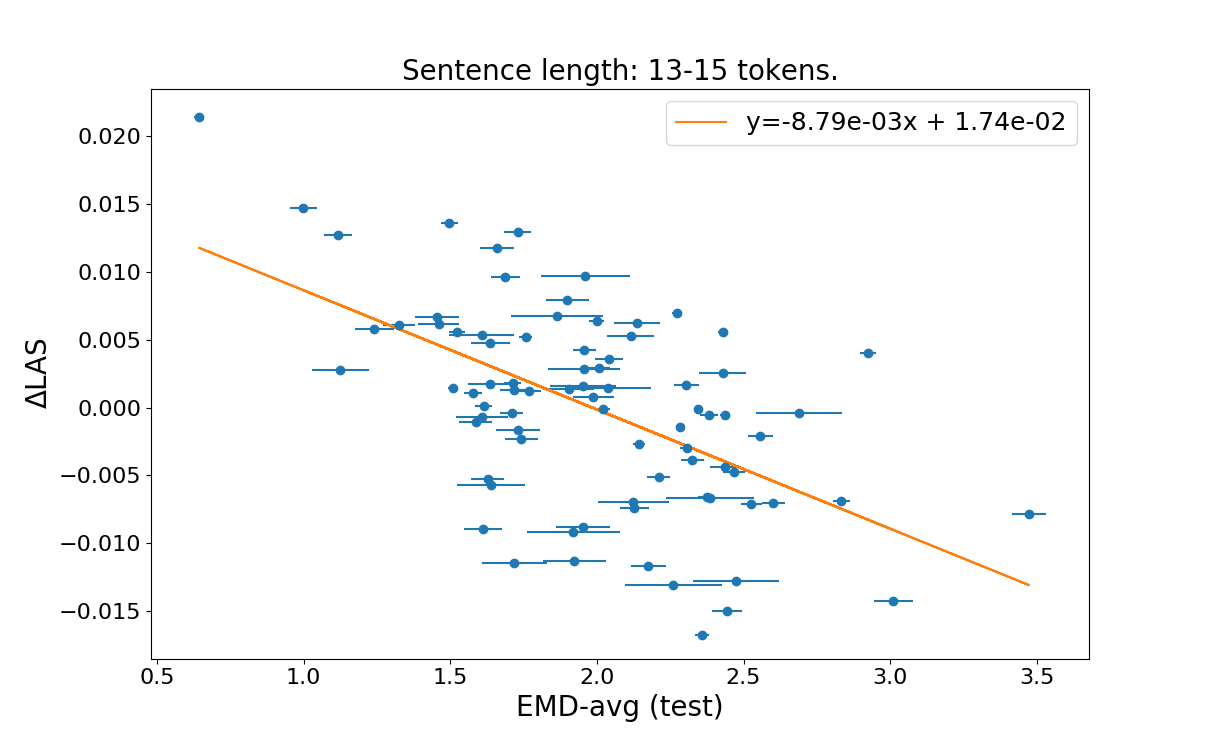 Sentence length: 13-15 tokens.
y=-8.79e-03x + 1.74e-02
0.020
0.015
0.010
0.005
0.000
−0.005
−0.010
−0.015
ΔLAS
0.5 1.0 1.5 2.0 2.5 3.0 3.5
EMD-avg (test)